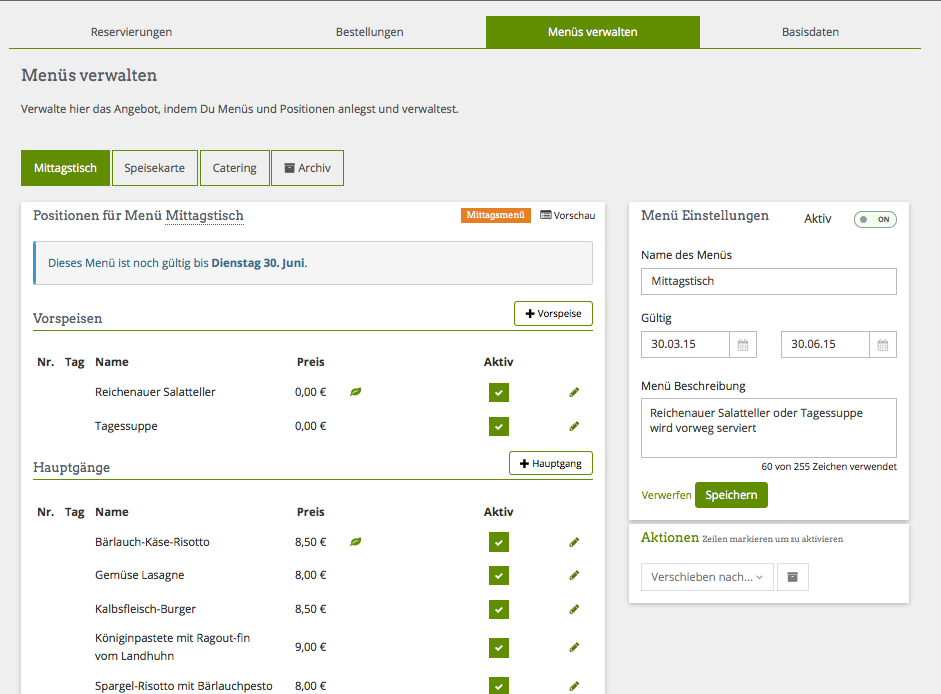 Reservierungen Bestellungen Menüs verwalten Basisdaten
Menüs verwalten
Verwalte hier das Angebot, indem Du Menüs und Positionen anlegst und verwaltest.
Mittagstisch Speisekarte Catering Archiv
Positionen für Menü Mittagstisch Mittagsmenü Vorschau
Dieses Menü ist noch gültig bis Dienstag 30. Juni.
Vorspeisen Vorspeise
Nr. Tag Name Preis Aktiv
Reichenauer Salatteller 0,00 €
Tagessuppe 0,00 €
Hauptgänge Hauptgang
Nr. Tag Name Preis Aktiv
Bärlauch-Käse-Risotto 8,50 €
Gemüse Lasagne 8,00 €
Kalbsfleisch-Burger 8,50 €
Königinpastete mit Ragout-fin
vom Landhuhn 9,00 €
Spargel-Risotto mit Bärlauchpesto 8,00 €
Menü Einstellungen Aktiv ON
Name des Menüs
Mittagstisch
Gültig
30.03.15 30.06.15
Menü Beschreibung
Reichenauer Salatteller oder Tagessuppe
wird vorweg serviert
60 von 255 Zeichen verwendet
Verwerfen Speichern
Aktionen Zeilen markieren um zu aktivieren
Verschieben nach...